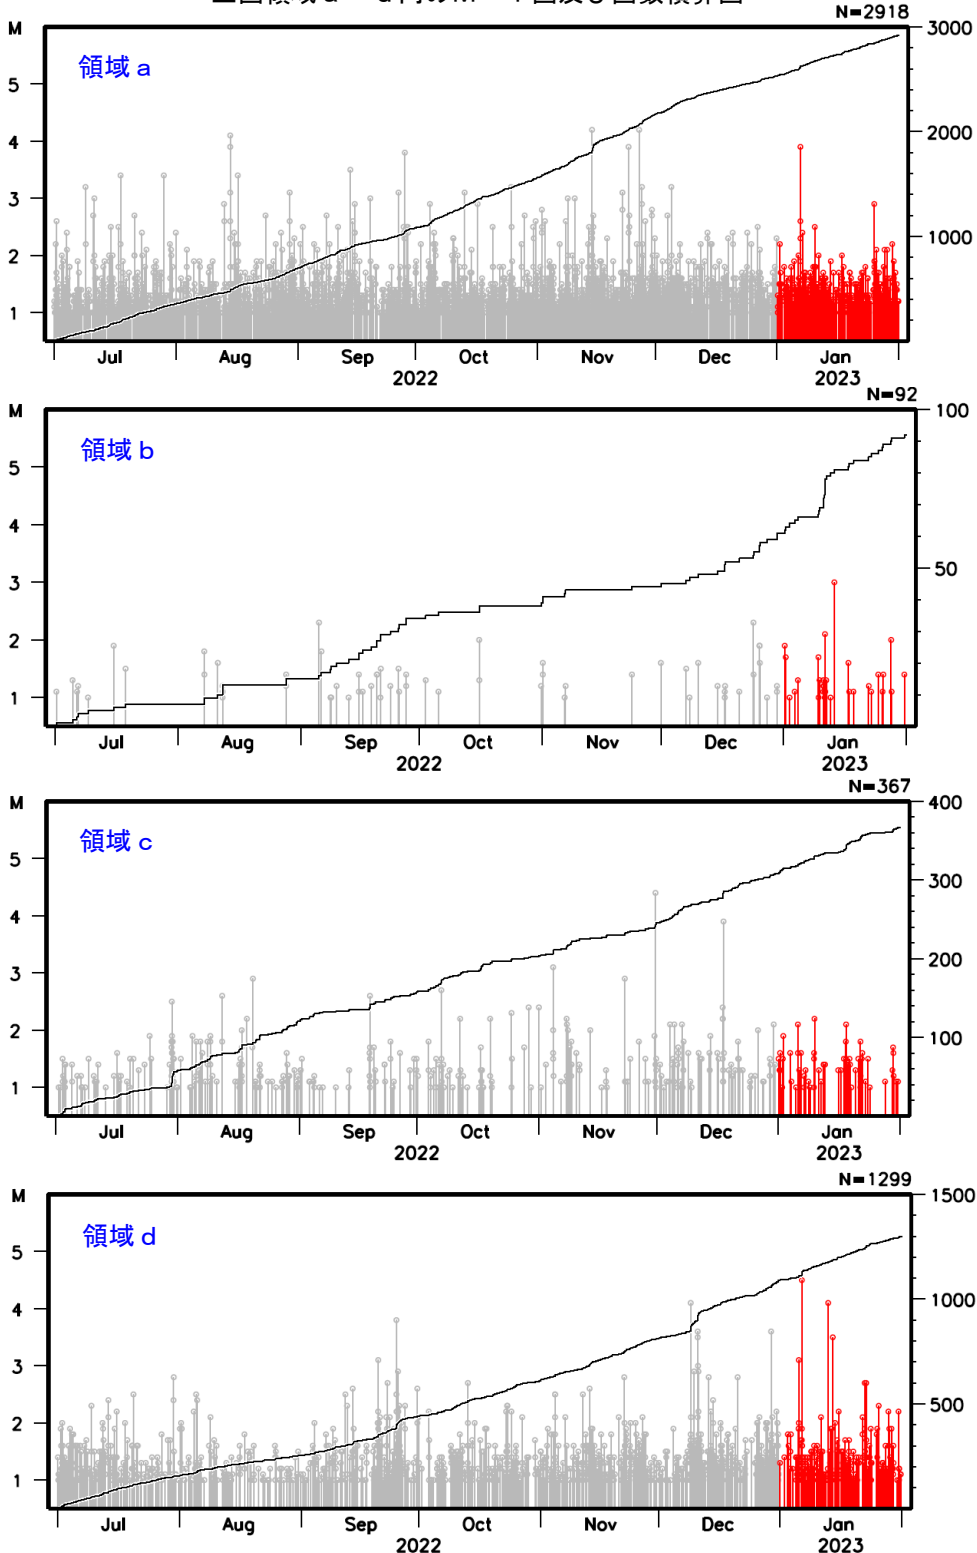 N=2918
M
3000
領域 a
5
4
2000
3
2
1000
1
Jul Aug Sep Oct Nov Dec Jan
2022 2023
N=92
M
100
領域 b
5
4
3
50
2
1
Jul Aug Sep Oct Nov Dec Jan
2022 2023
N=367
M
400
領域 c
5
300
4
3
200
2
100
1
Jul Aug Sep Oct Nov Dec Jan
2022 2023
N=1299
M
1500
領域 d
5
4
1000
3
2
500
1
Jul Aug Sep Oct Nov Dec Jan
2022 2023